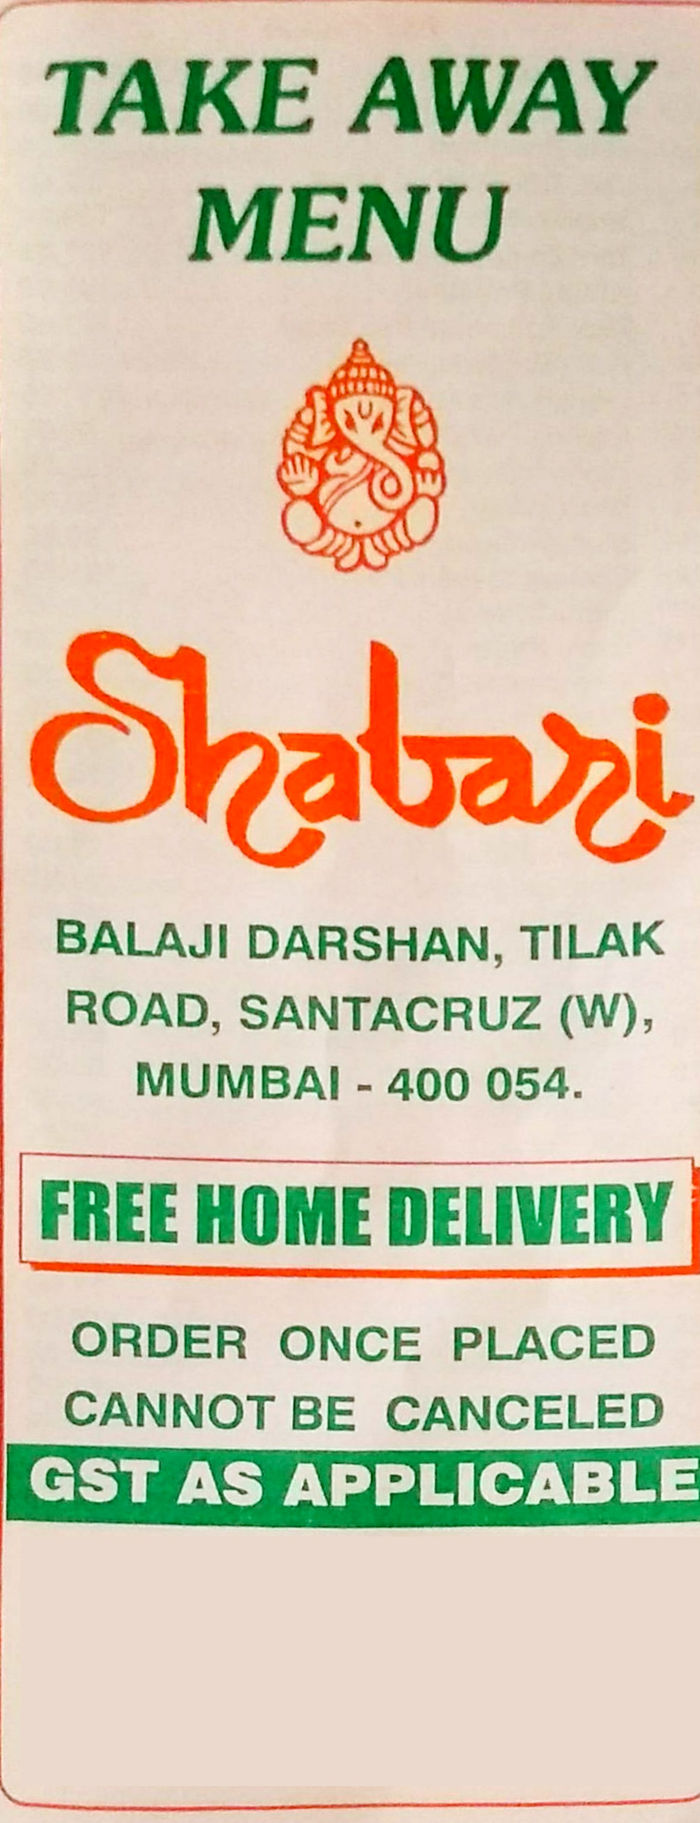 TAKE AWAY
MENU
Shabari
BALAJI DARSHAN, TILAK
ROAD, SANTACRUZ (W),
MUMBAI - 400 054.
FREE HOME DELIVERY
ORDER ONCE PLACED
CANNOT BE CANCELED
GST AS APPLICABLE